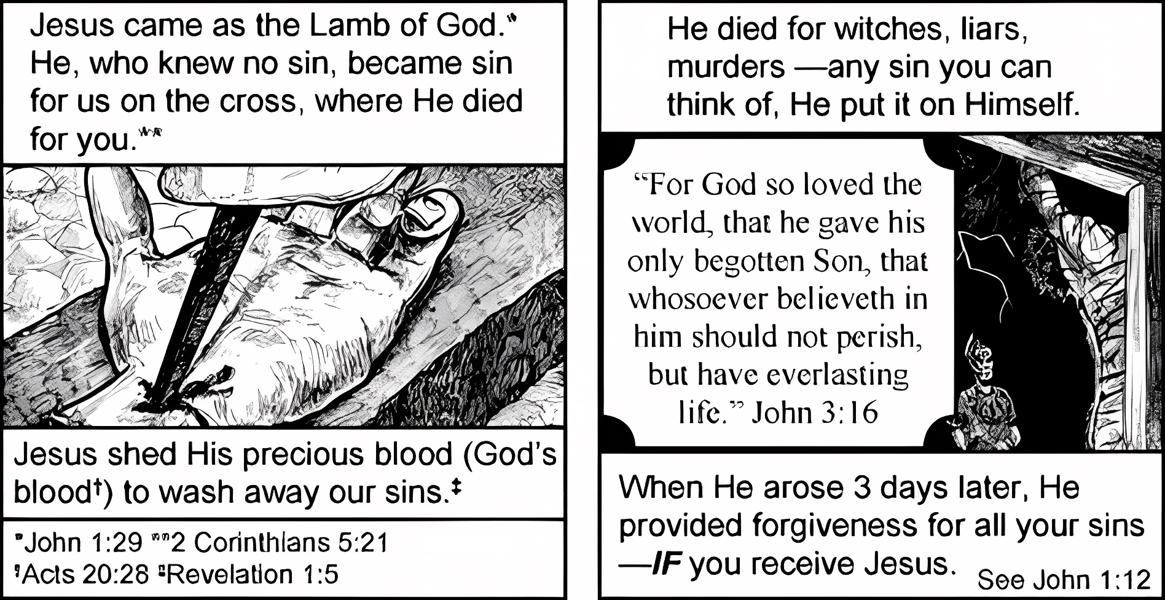 Jesus came as the Lamb of God.*
He, who knew no sin, became sin
for us on the cross, where He died
for you.**
Jesus shed His precious blood (God's
blood†) to wash away our sins.‡
*John 1:29 **2 Corinthians 5:21
†Acts 20:28 ‡Revelation 1:5
He died for witches, liars,
murders —any sin you can
think of, He put it on Himself.
“For God so loved the
world, that he gave his
only begotten Son, that
whosoever believeth in
him should not perish,
but have everlasting
life.” John 3:16
When He arose 3 days later, He
provided forgiveness for all your sins
—IF you receive Jesus.
See John 1:12